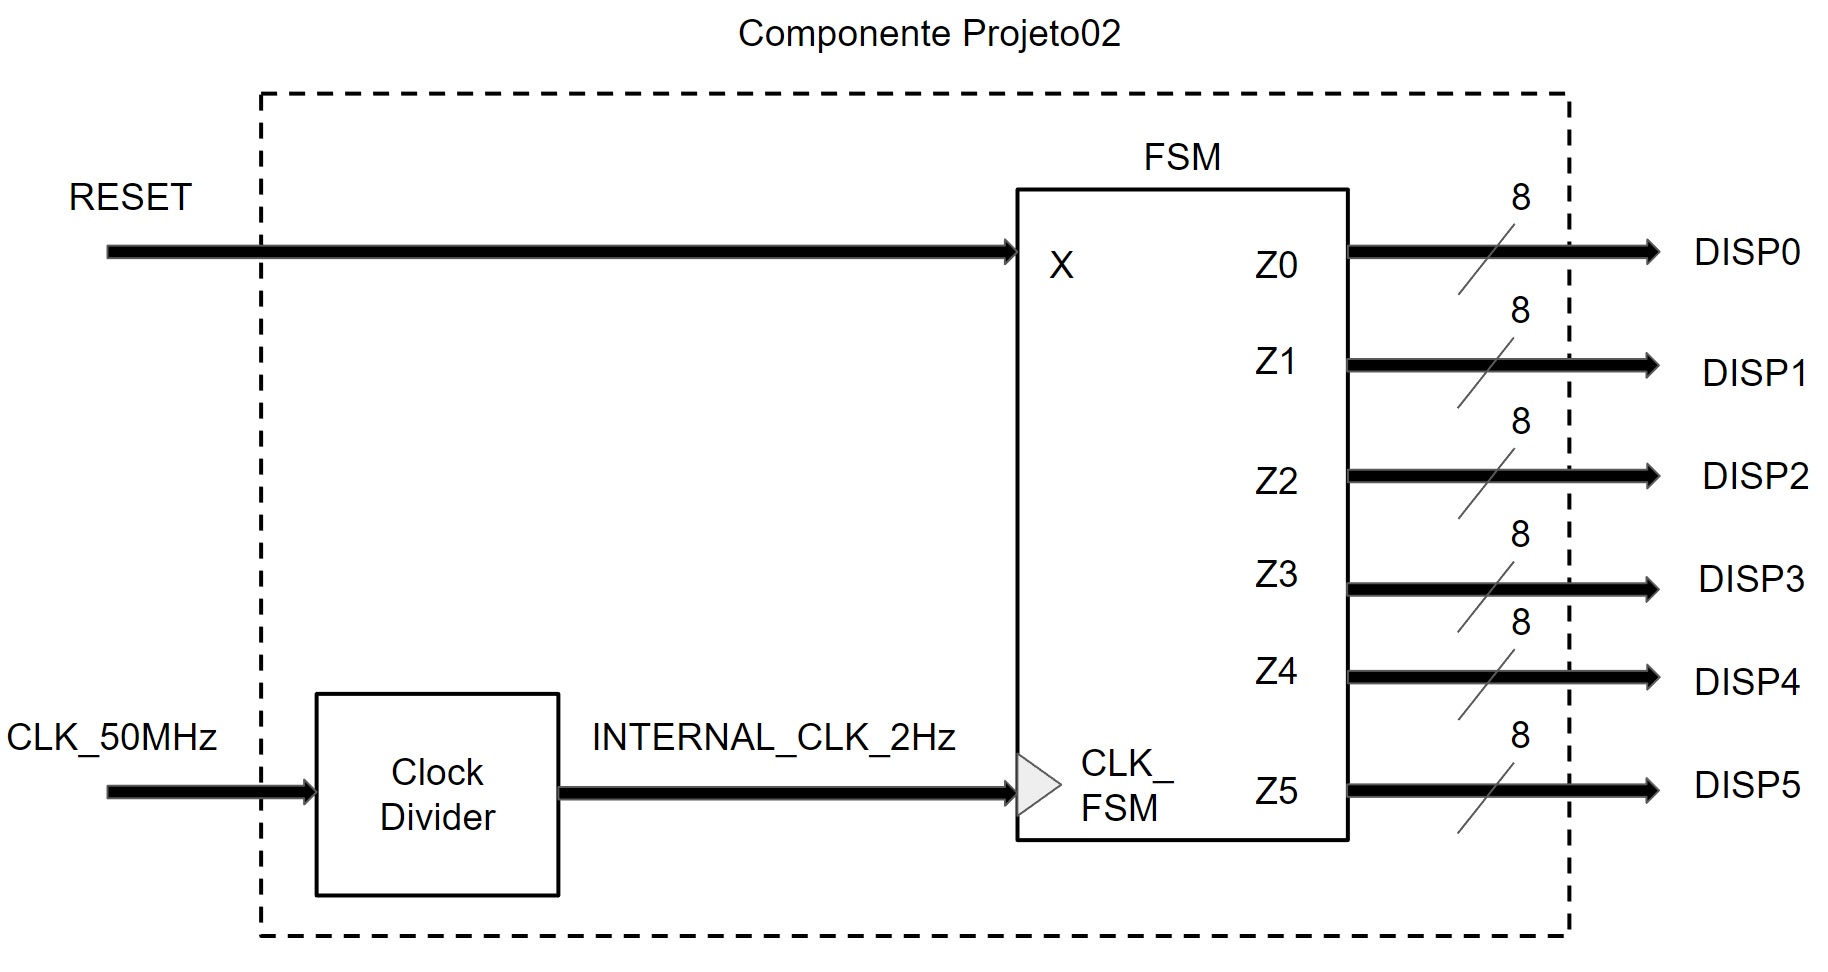 Componente Projeto02
FSM
RESET
8
X
Z0
DISP0
8
Z1
DISP1
8
Z2
DISP2
8
Z3
DISP3
8
Z4
DISP4
CLK_50MHz
Clock
Divider
INTERNAL_CLK_2Hz
CLK_
FSM
8
Z5
DISP5